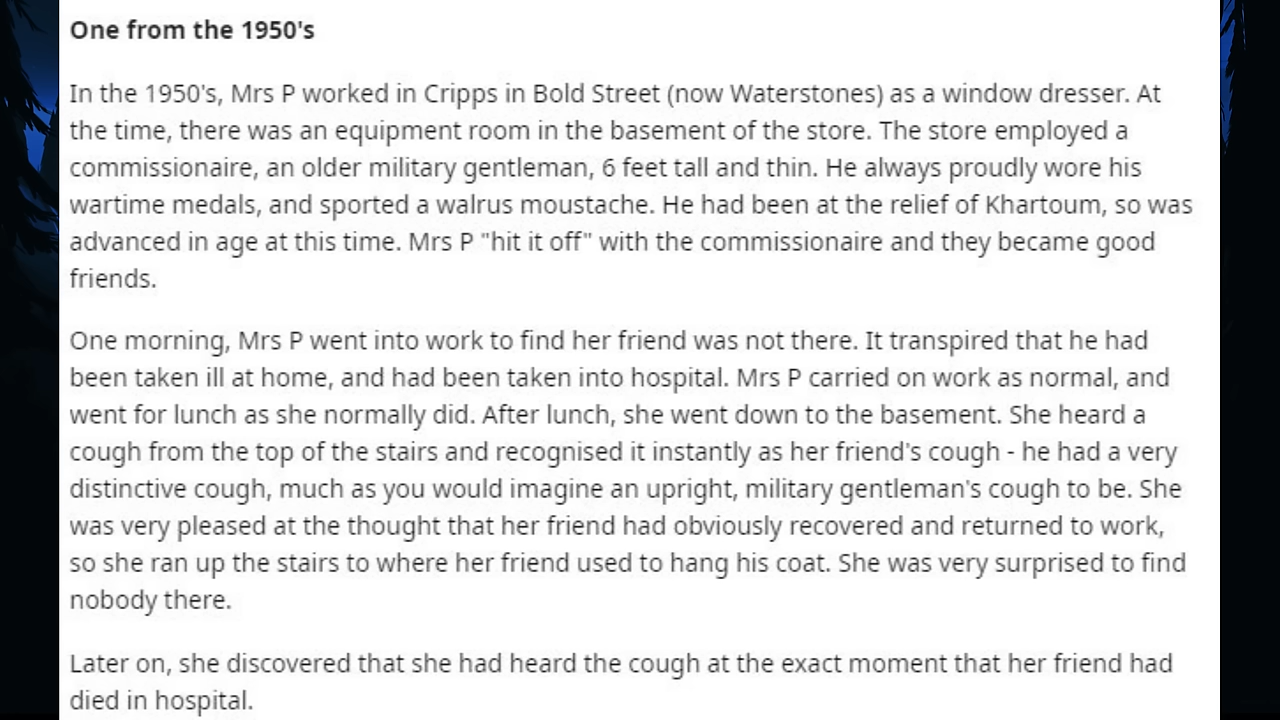 One from the 1950's
In the 1950's, Mrs P worked in Cripps in Bold Street (now Waterstones) as a window dresser. At
the time, there was an equipment room in the basement of the store. The store employed a
commissionaire, an older military gentleman, 6 feet tall and thin. He always proudly wore his
wartime medals, and sported a walrus moustache. He had been at the relief of Khartoum, so was
advanced in age at this time. Mrs P "hit it off" with the commissionaire and they became good
friends.
One morning, Mrs P went into work to find her friend was not there. It transpired that he had
been taken ill at home, and had been taken into hospital. Mrs P carried on work as normal, and
went for lunch as she normally did. After lunch, she went down to the basement. She heard a
cough from the top of the stairs and recognised it instantly as her friend's cough - he had a very
distinctive cough, much as you would imagine an upright, military gentleman's cough to be. She
was very pleased at the thought that her friend had obviously recovered and returned to work,
so she ran up the stairs to where her friend used to hang his coat. She was very surprised to find
nobody there.
Later on, she discovered that she had heard the cough at the exact moment that her friend had
died in hospital.